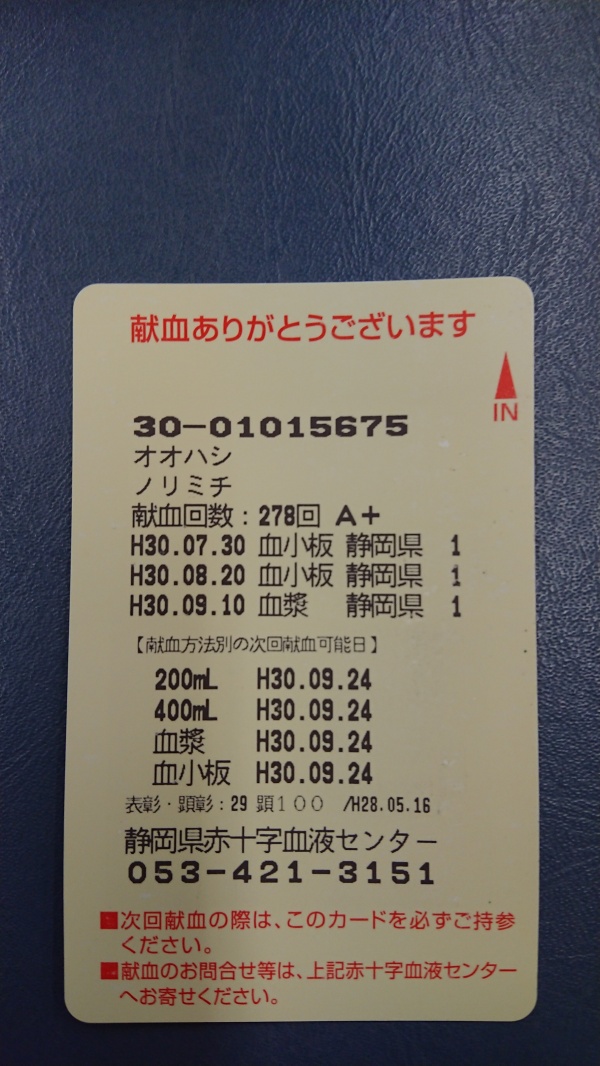 献血ありがとうございます
IN
30-01015675
オオハシ
ノリミチ
献血回数：278回 A+
H30.07.30 血小板 静岡県 1
H30.08.20 血小板 静岡県 1
H30.09.10 血漿 静岡県 1
【献血方法別の次回献血可能日】
200mL H30.09.24
400mL H30.09.24
血漿 H30.09.24
血小板 H30.09.24
表彰・顕彰：29 顕100 /H28.05.16
静岡県赤十字血液センター
053-421-3151
■次回献血の際は、このカードを必ずご持参
ください。
■献血のお問合せ等は、上記赤十字血液センター
へお寄せください。